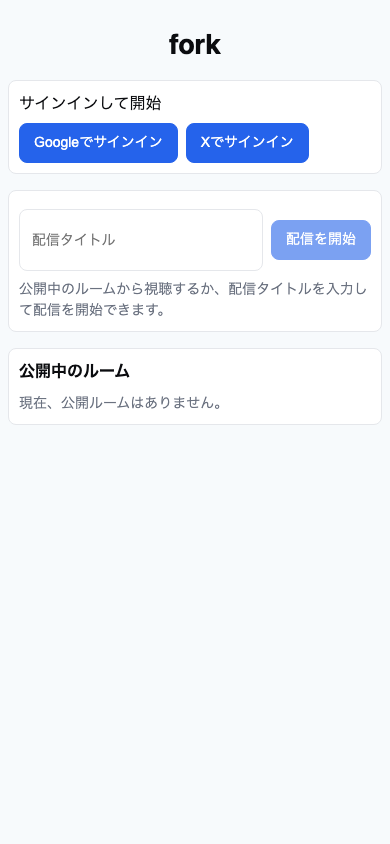 fork
サインインして開始
Googleでサインイン
Xでサインイン
配信タイトル
配信を開始
公開中のルームから視聴するか、配信タイトルを入力し
て配信を開始できます。
公開中のルーム
現在、公開ルームはありません。